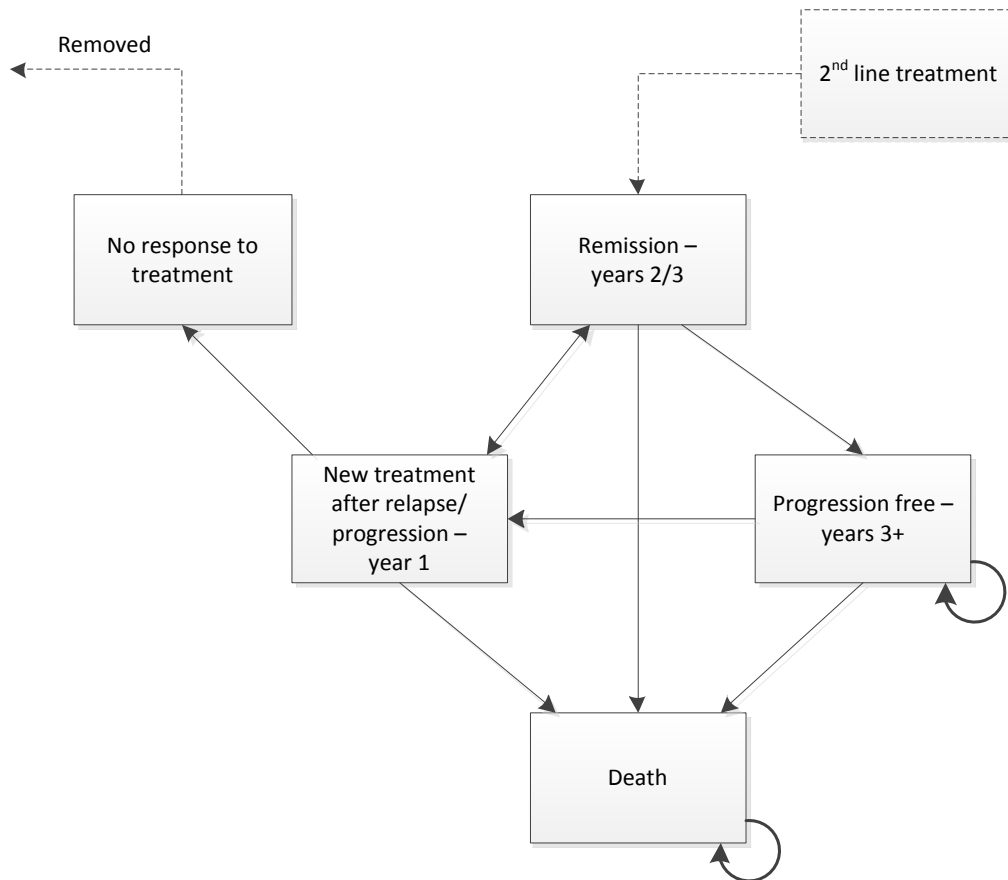 Removed
2nd line treatment
No response to
treatment
Remission –
years 2/3
New treatment
after relapse/
progression –
year 1
Progression free –
years 3+
Death